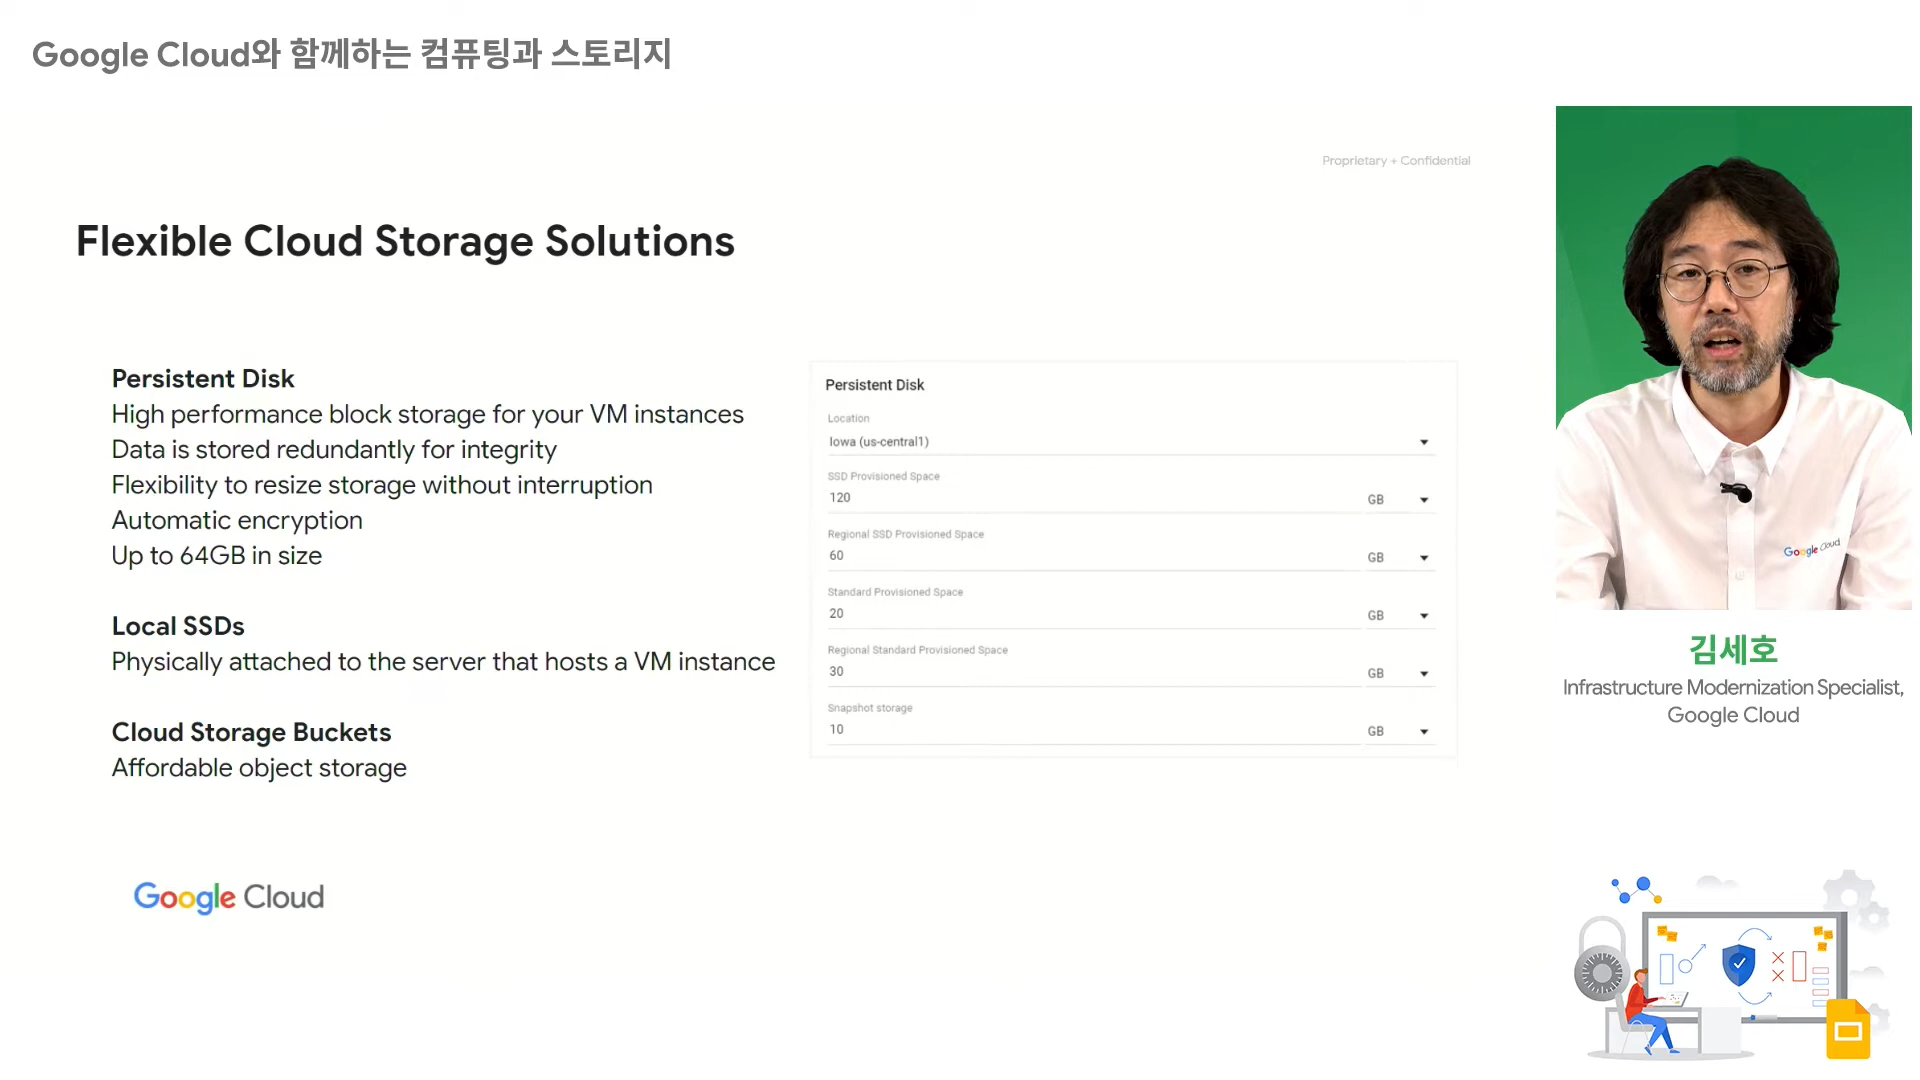 Google Cloud와 함께하는 컴퓨팅과 스토리지
Proprietary + Confidential
Flexible Cloud Storage Solutions
Persistent Disk
High performance block storage for your VM instances
Data is stored redundantly for integrity
Flexibility to resize storage without interruption
Automatic encryption
Up to 64GB in size
Local SSDs
Physically attached to the server that hosts a VM instance
Cloud Storage Buckets
Affordable object storage
Persistent Disk
Location
Iowa (us-central1)
SSD Provisioned Space
120 GB
Regional SSD Provisioned Space
60 GB
Standard Provisioned Space
20 GB
Regional Standard Provisioned Space
30 GB
Snapshot storage
10 GB
Google Cloud
Google Cloud
김세호
Infrastructure Modernization Specialist,
Google Cloud